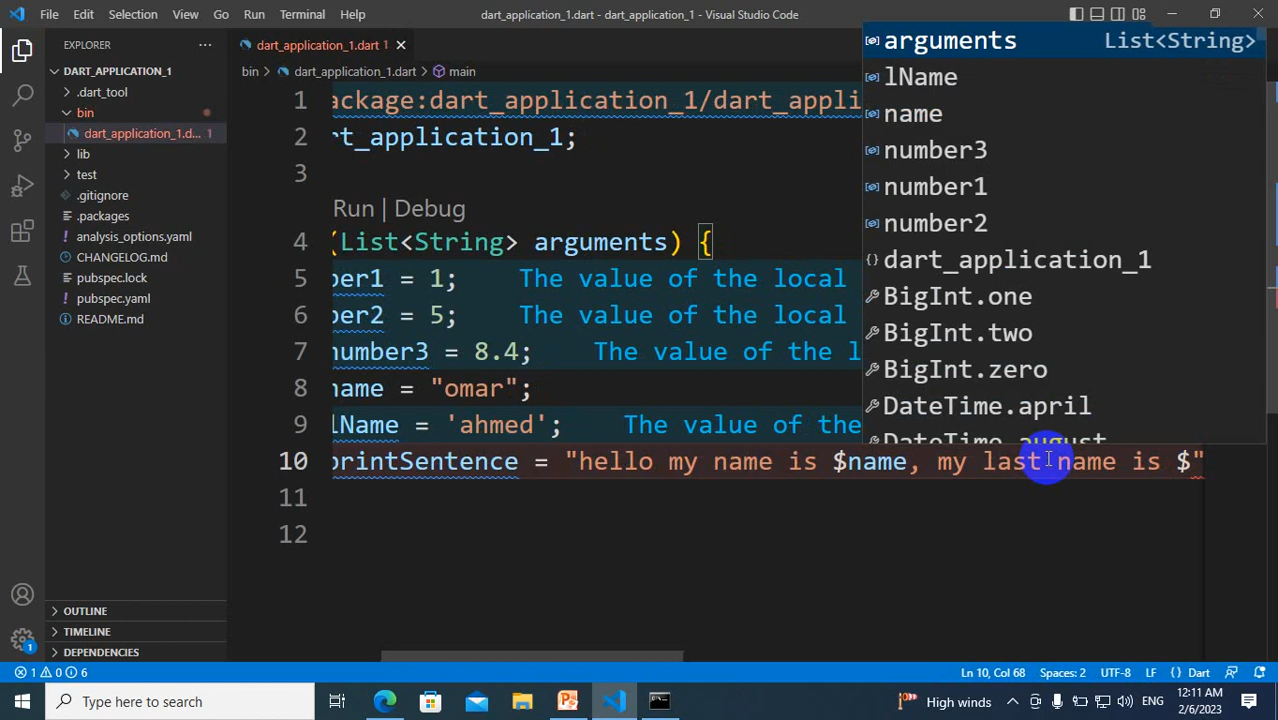 File Edit Selection View Go Run Terminal Help
dart_application_1.dart - dart_application_1 - Visual Studio Code
EXPLORER
DART_APPLICATION_1
.dart_tool
bin
dart_application_1.d... 1
lib
test
.gitignore
.packages
analysis_options.yaml
CHANGELOG.md
pubspec.lock
pubspec.yaml
README.md
OUTLINE
TIMELINE
DEPENDENCIES
dart_application_1.dart 1
bin > dart_application_1.dart > main
1 ackage:dart_application_1/dart_appli
2 rt_application_1;
3
Run | Debug
4 (List<String> arguments) {
5 ber1 = 1; The value of the local
6 ber2 = 5; The value of the local
7 number3 = 8.4; The value of the l
8 name = "omar";
9 lName = 'ahmed'; The value of the
10 printSentence = "hello my name is $name, my last name is $"
11
12
arguments List<String>
lName
name
number3
number1
number2
dart_application_1
BigInt.one
BigInt.two
BigInt.zero
DateTime.april
DateTime.august
1 0 6
Ln 10, Col 68 Spaces: 2 UTF-8 LF { } Dart
Type here to search
High winds
ENG
12:11 AM
2/6/2023
1